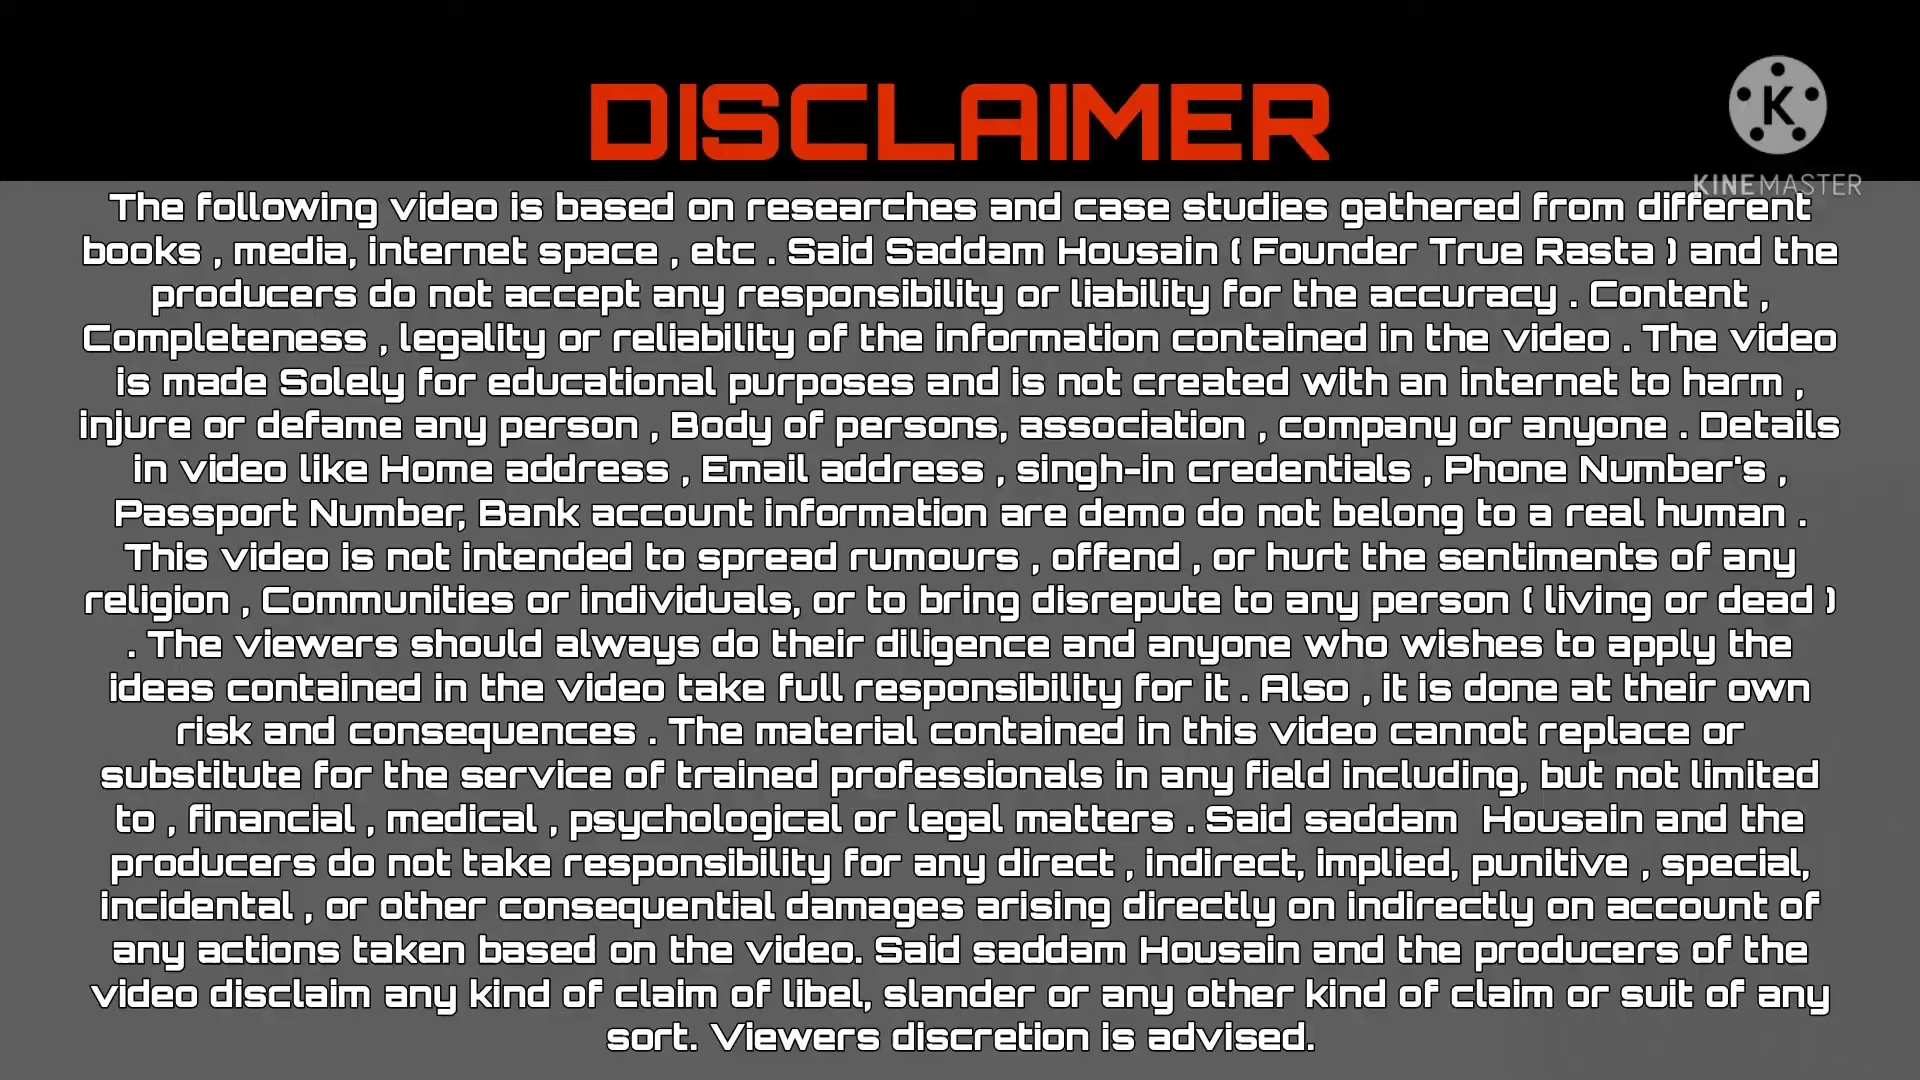 DISCLAIMER
K
KINEMASTER
The following video is based on researches and case studies gathered from different
books , media, internet space , etc . Said Saddam Housain ( Founder True Rasta ) and the
producers do not accept any responsibility or liability for the accuracy . Content ,
Completeness , legality or reliability of the information contained in the video . The video
is made Solely for educational purposes and is not created with an internet to harm ,
injure or defame any person , Body of persons, association , company or anyone . Details
in video like Home address , Email address , singh-in credentials , Phone Number's ,
Passport Number, Bank account information are demo do not belong to a real human .
This video is not intended to spread rumours , offend , or hurt the sentiments of any
religion , Communities or individuals, or to bring disrepute to any person ( living or dead )
. The viewers should always do their diligence and anyone who wishes to apply the
ideas contained in the video take full responsibility for it . Also , it is done at their own
risk and consequences . The material contained in this video cannot replace or
substitute for the service of trained professionals in any field including, but not limited
to , financial , medical , psychological or legal matters . Said saddam  Housain and the
producers do not take responsibility for any direct , indirect, implied, punitive , special,
incidental , or other consequential damages arising directly on indirectly on account of
any actions taken based on the video. Said saddam Housain and the producers of the
video disclaim any kind of claim of libel, slander or any other kind of claim or suit of any
sort. Viewers discretion is advised.